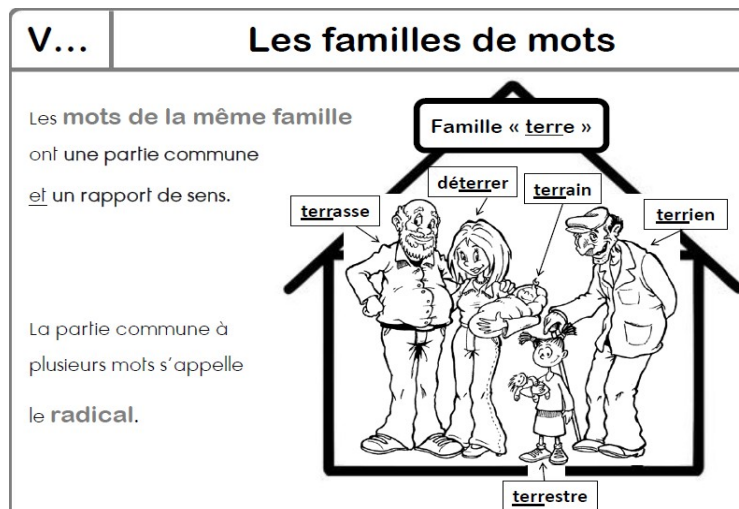 V...
Les familles de mots
Les mots de la même famille
ont une partie commune
et un rapport de sens.
La partie commune à
plusieurs mots s'appelle
le radical.
Famille « terre »
terrasse
déterrer
terrain
terrien
terrestre